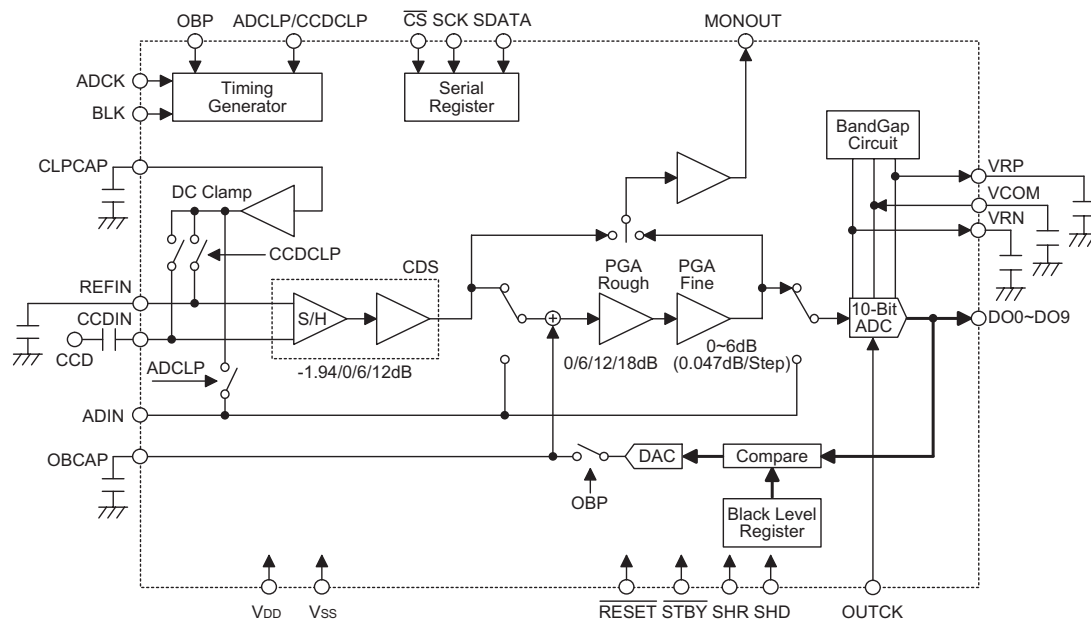 OBP
ADCLP/CCDCLP
CS SCK SDATA
MONOUT
ADCK
BLK
Timing
Generator
Serial
Register
BandGap
Circuit
CLPCAP
DC Clamp
VRP
VCOM
VRN
CCDCLP
CDS
PGA
Rough
PGA
Fine
REFIN
S/H
10-Bit
ADC
DO0~DO9
CCDIN
CCD
-1.94/0/6/12dB
0/6/12/18dB
0~6dB
(0.047dB/Step)
ADCLP
ADIN
OBCAP
DAC
Compare
OBP
Black Level
Register
VDD
VSS
RESET
STBY
SHR
SHD
OUTCK